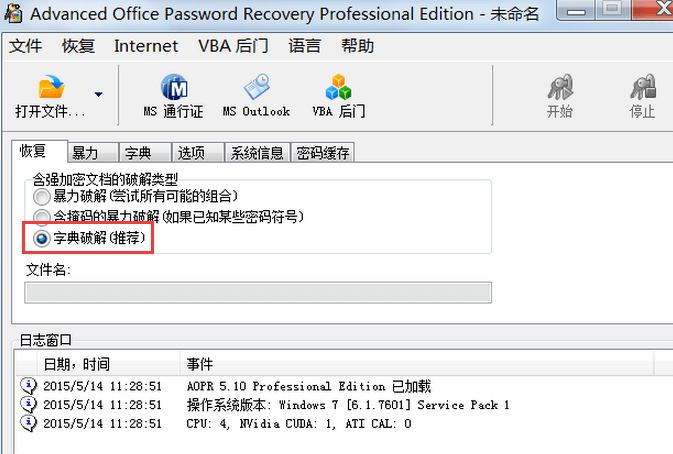 Advanced Office Password Recovery Professional Edition - 未命名
文件 恢复 Internet VBA 后门 语言 帮助
打开文件... MS 通行证 MS Outlook VBA 后门 开始 停止
恢复 暴力 字典 选项 系统信息 密码缓存
含强加密文档的破解类型
暴力破解(尝试所有可能的组合)
含掩码的暴力破解(如果已知某些密码符号)
字典破解(推荐)
文件名:
日志窗口
日期，时间 事件
2015/5/14 11:28:51 AOPR 5.10 Professional Edition 已加载
2015/5/14 11:28:51 操作系统版本: Windows 7 [6.1.7601] Service Pack 1
2015/5/14 11:28:51 CPU: 4, NVidia CUDA: 1, ATI CAL: 0